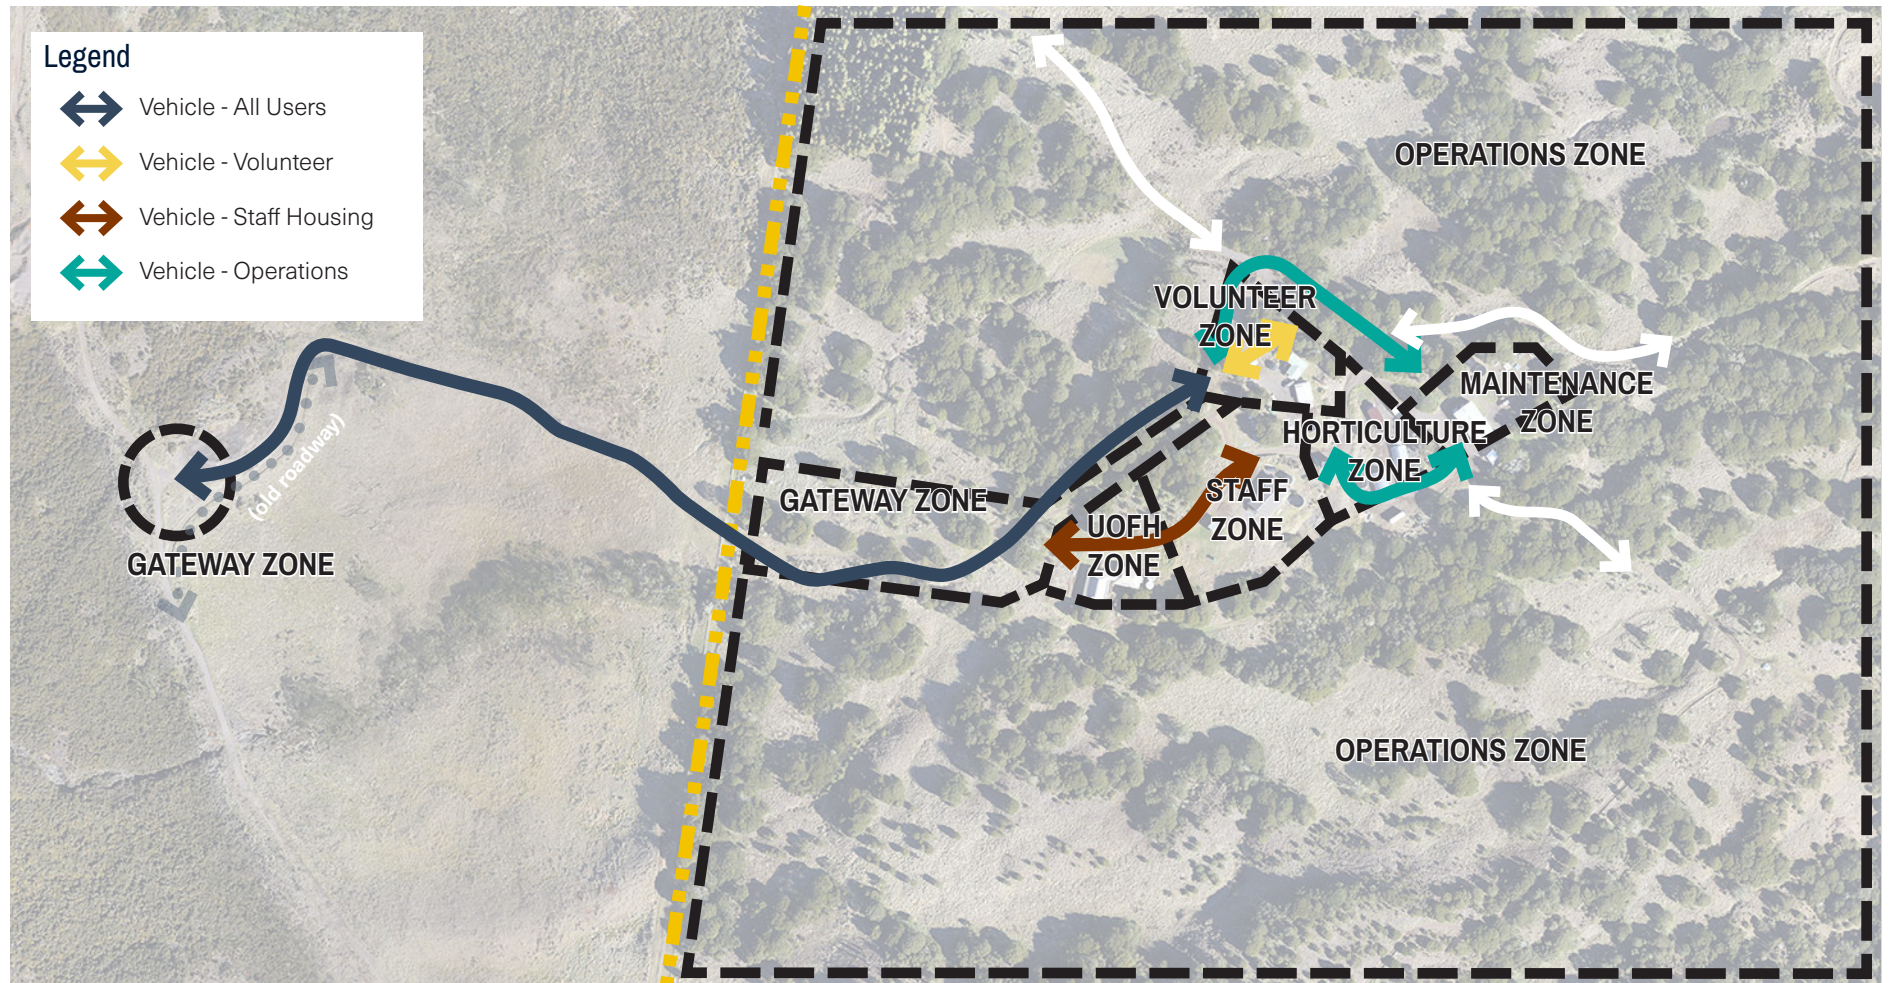 Legend
Vehicle - All Users
Vehicle - Volunteer
Vehicle - Staff Housing
Vehicle - Operations
OPERATIONS ZONE
VOLUNTEER
ZONE
MAINTENANCE
ZONE
HORTICULTURE
ZONE
(old roadway)
GATEWAY ZONE
STAFF
ZONE
UOFH
ZONE
GATEWAY ZONE
OPERATIONS ZONE